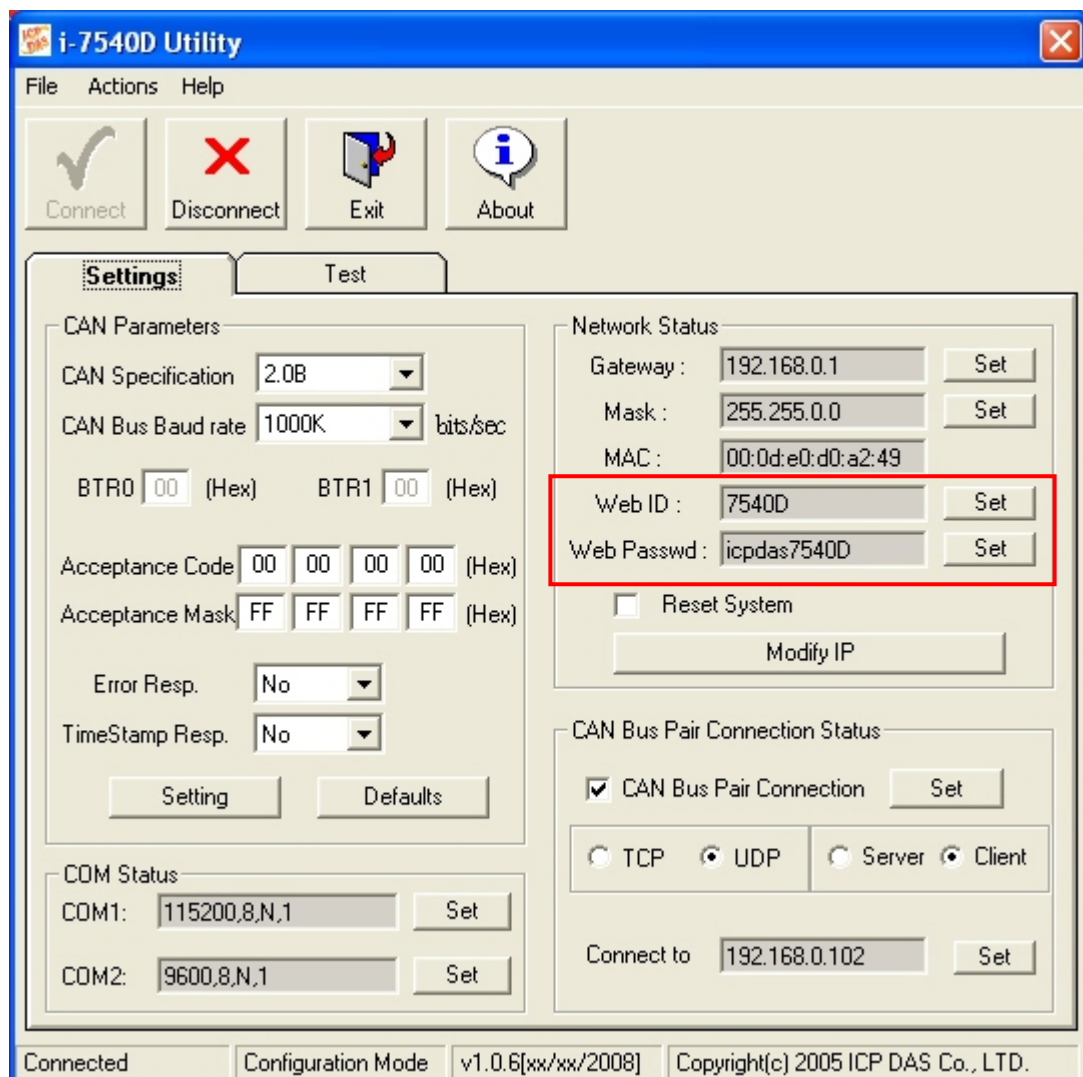 i-7540D Utility
File Actions Help
Connect Disconnect Exit About
Settings Test
CAN Parameters
CAN Specification 2.0B
CAN Bus Baud rate 1000K bits/sec
BTR0 00 (Hex) BTR1 00 (Hex)
Acceptance Code 00 00 00 00 (Hex)
Acceptance Mask FF FF FF FF (Hex)
Error Resp. No
TimeStamp Resp. No
Setting Defaults
COM Status
COM1: 115200,8,N,1 Set
COM2: 9600,8,N,1 Set
Network Status
Gateway : 192.168.0.1 Set
Mask : 255.255.0.0 Set
MAC : 00:0d:e0:d0:a2:49
Web ID : 7540D Set
Web Passwd : icpdas7540D Set
Reset System
Modify IP
CAN Bus Pair Connection Status
CAN Bus Pair Connection Set
TCP UDP Server Client
Connect to 192.168.0.102 Set
Connected Configuration Mode v1.0.6[xx/xx/2008] Copyright(c) 2005 ICP DAS Co., LTD.